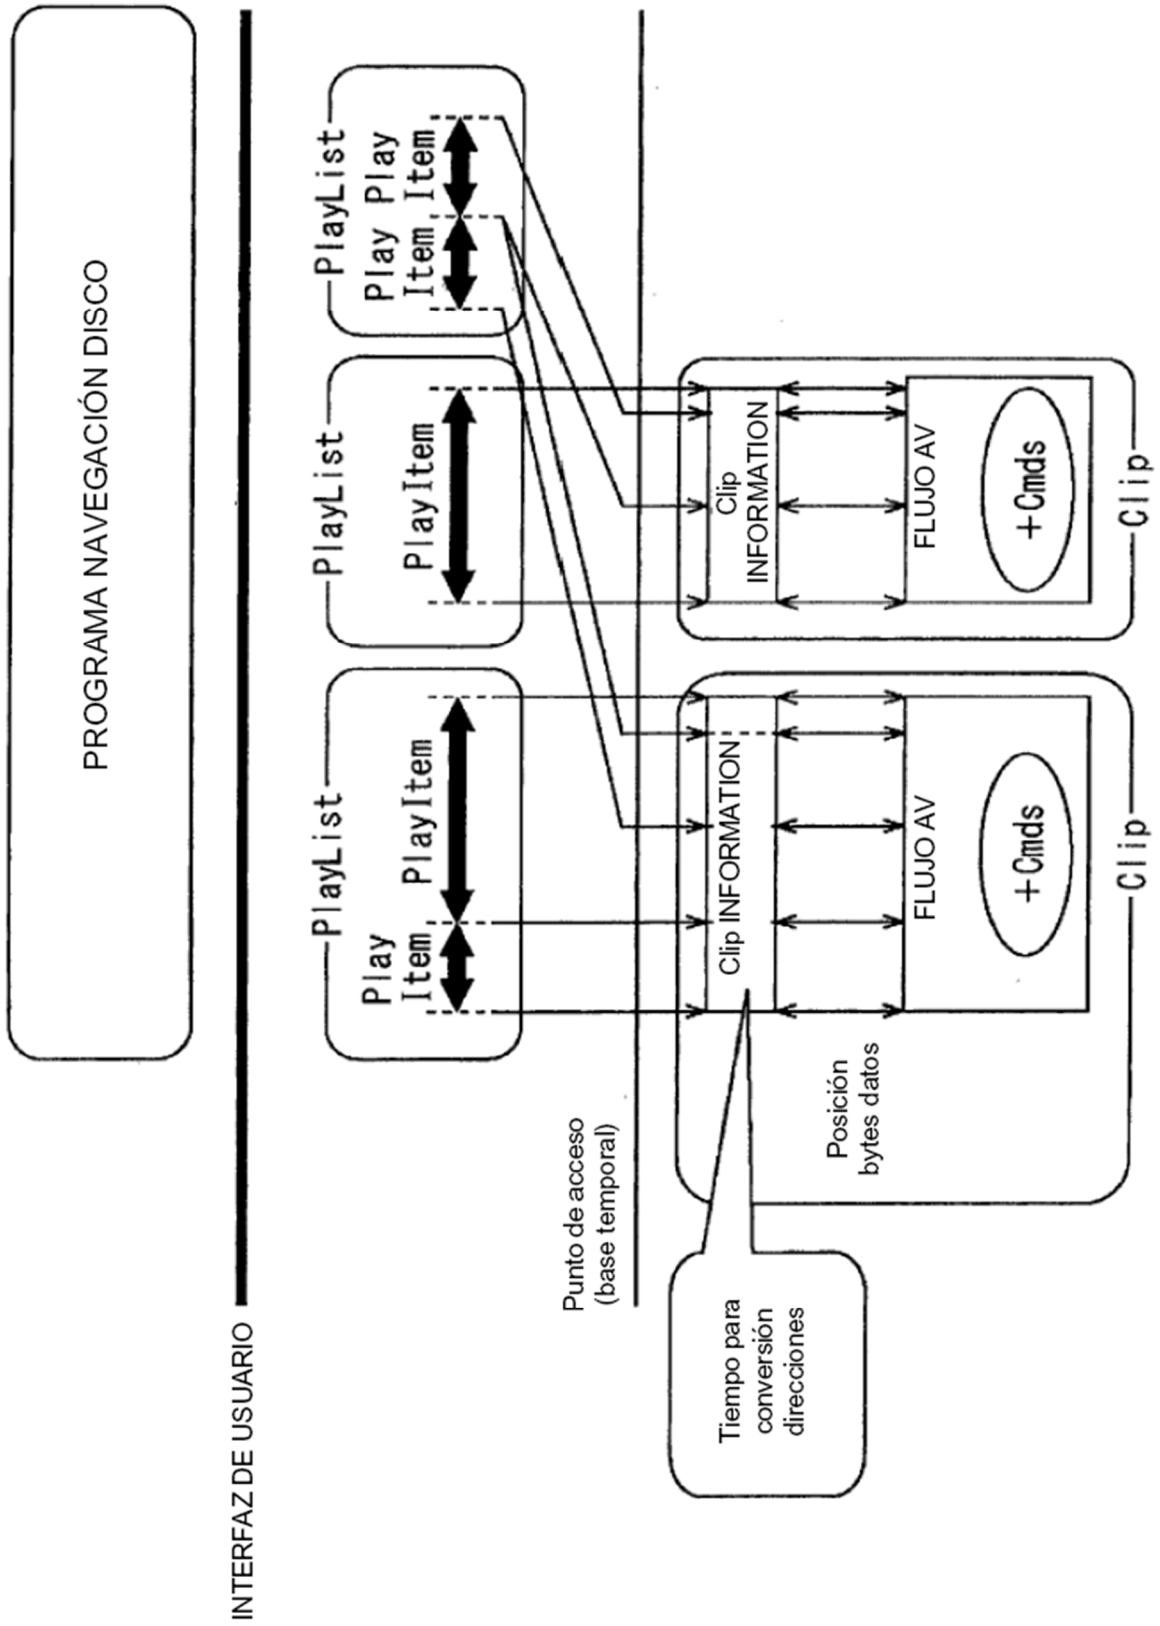 PROGRAMA NAVEGACIÓN DISCO
INTERFAZ DE USUARIO
PlayList
Play
Item
PlayItem
PlayList
PlayItem
PlayList
Play Play
Item Item
Punto de acceso
(base temporal)
Clip INFORMATION
Clip
INFORMATION
Tiempo para
conversión
direcciones
Posición
bytes datos
FLUJO AV
+Cmds
FLUJO AV
+Cmds
Clip
Clip